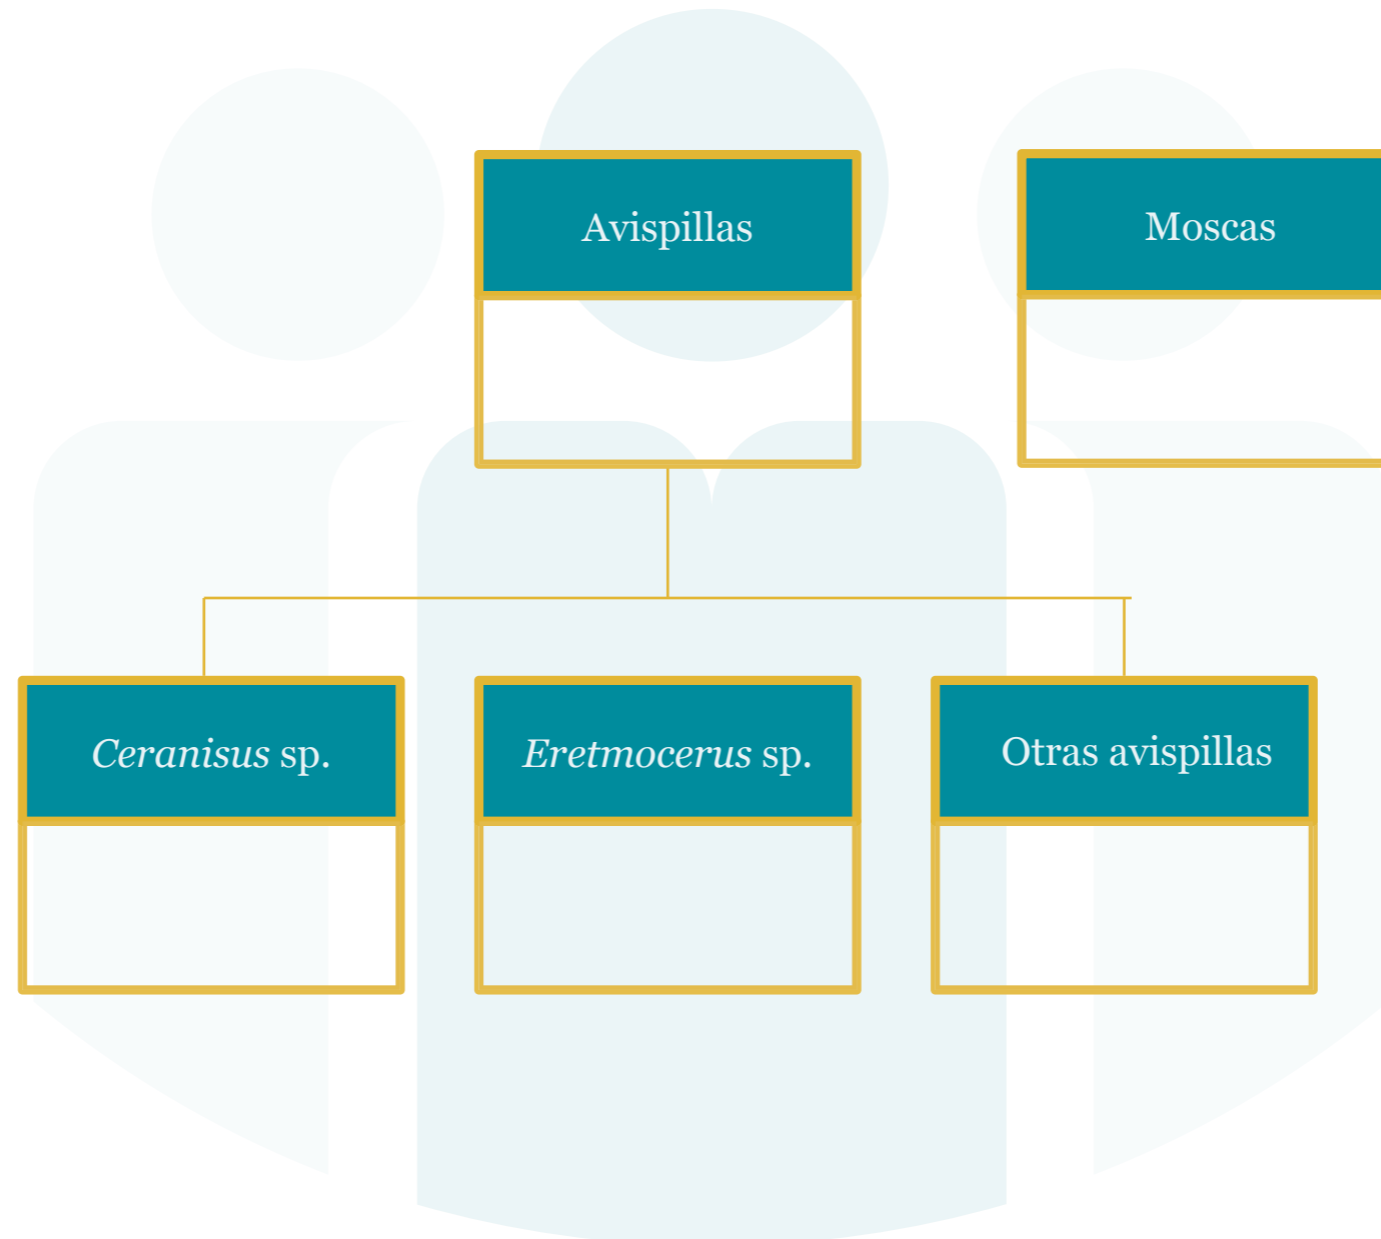 Avispillas
Moscas
Ceranisus sp.
Eretmocerus sp.
Otras avispillas